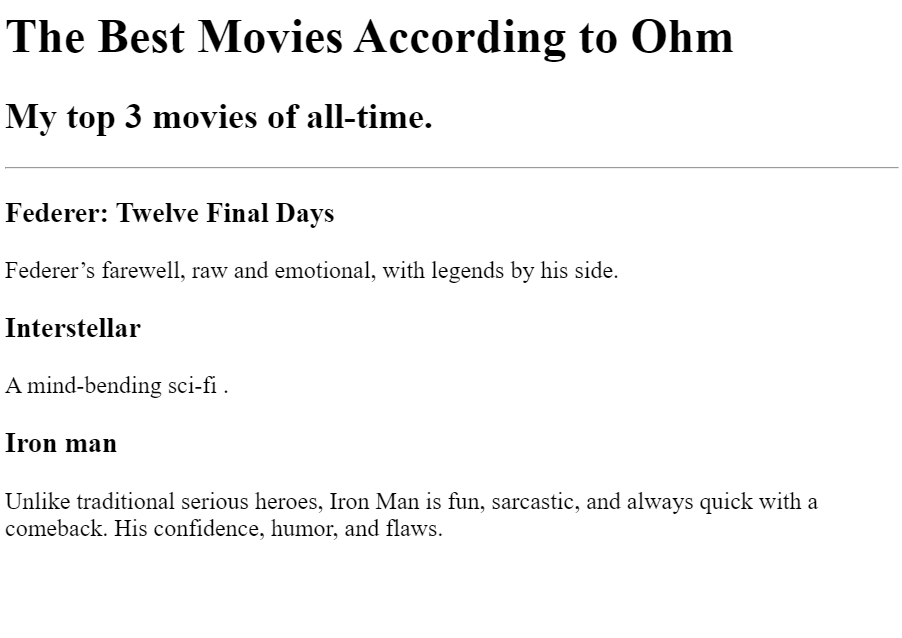 The Best Movies According to Ohm
My top 3 movies of all-time.
Federer: Twelve Final Days
Federer’s farewell, raw and emotional, with legends by his side.
Interstellar
A mind-bending sci-fi .
Iron man
Unlike traditional serious heroes, Iron Man is fun, sarcastic, and always quick with a
comeback. His confidence, humor, and flaws.